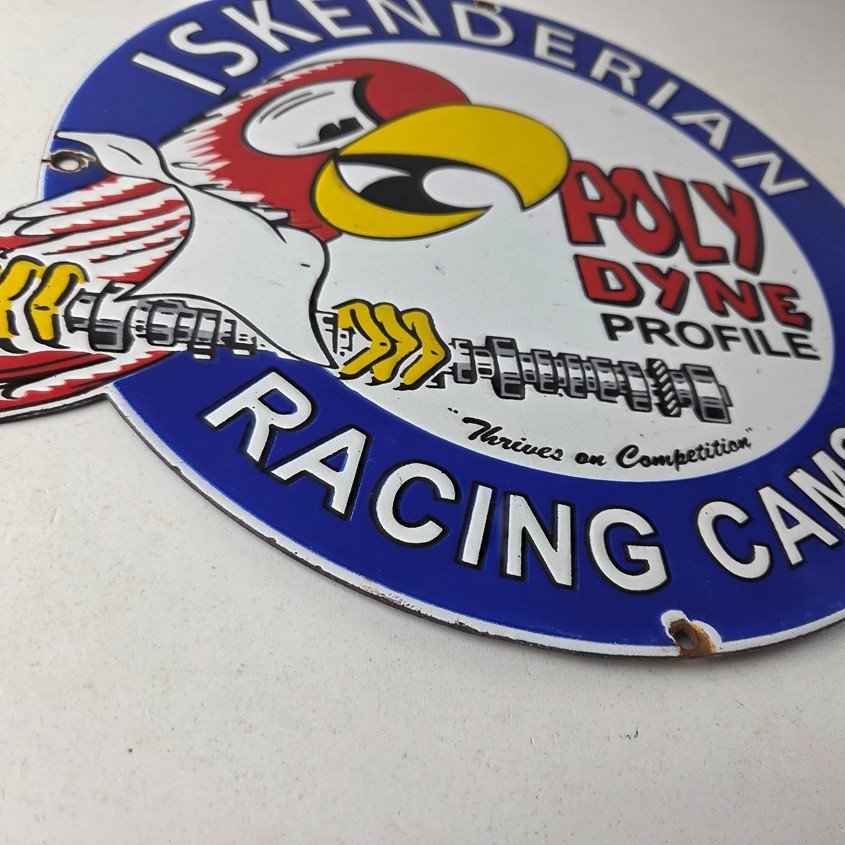 ISKENDERIAN
POLY
DYNE
PROFILE
"Thrives on Competition"
RACING CAMS